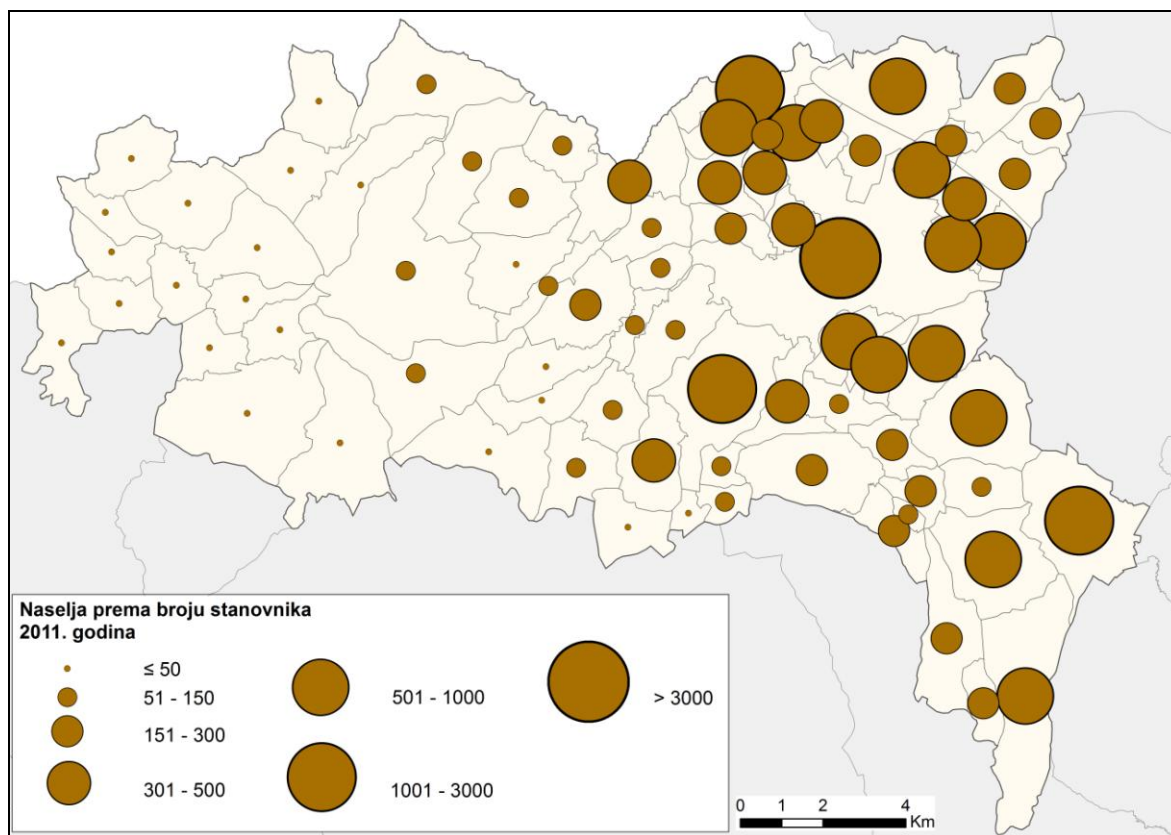 Naselja prema broju stanovnika
2011. godina
≤ 50
51 - 150
151 - 300
301 - 500
501 - 1000
1001 - 3000
> 3000
0 1 2 4
Km